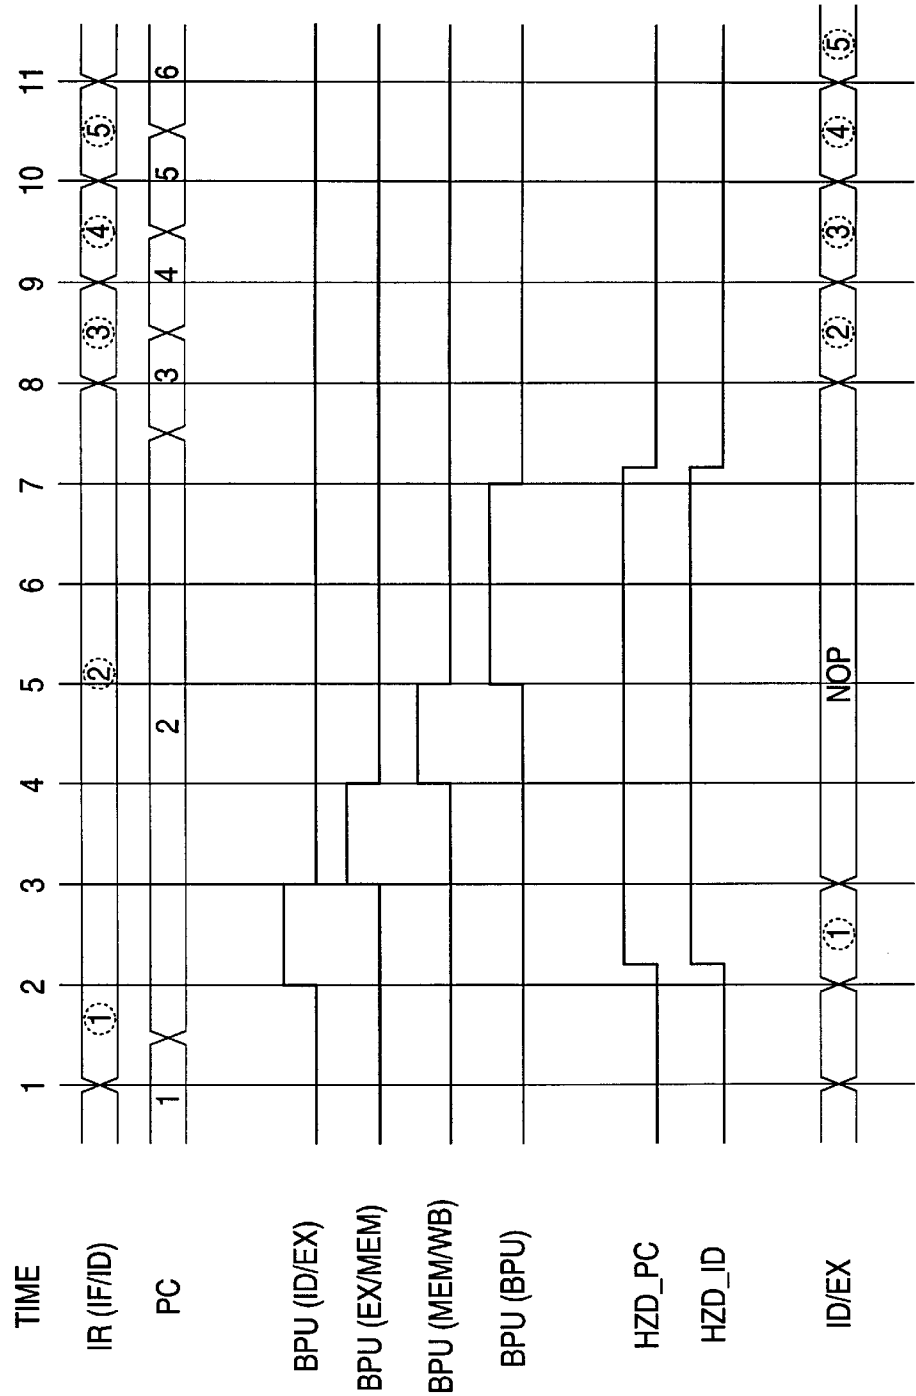 TIME 1 2 3 4 5 6 7 8 9 10 11
IR (IF/ID) ① ② ③ ④ ⑤
PC 1 2 3 4 5 6
BPU (ID/EX)
BPU (EX/MEM)
BPU (MEM/WB)
BPU (BPU)
HZD_PC
HZD_ID
ID/EX ① NOP ② ③ ④ ⑤